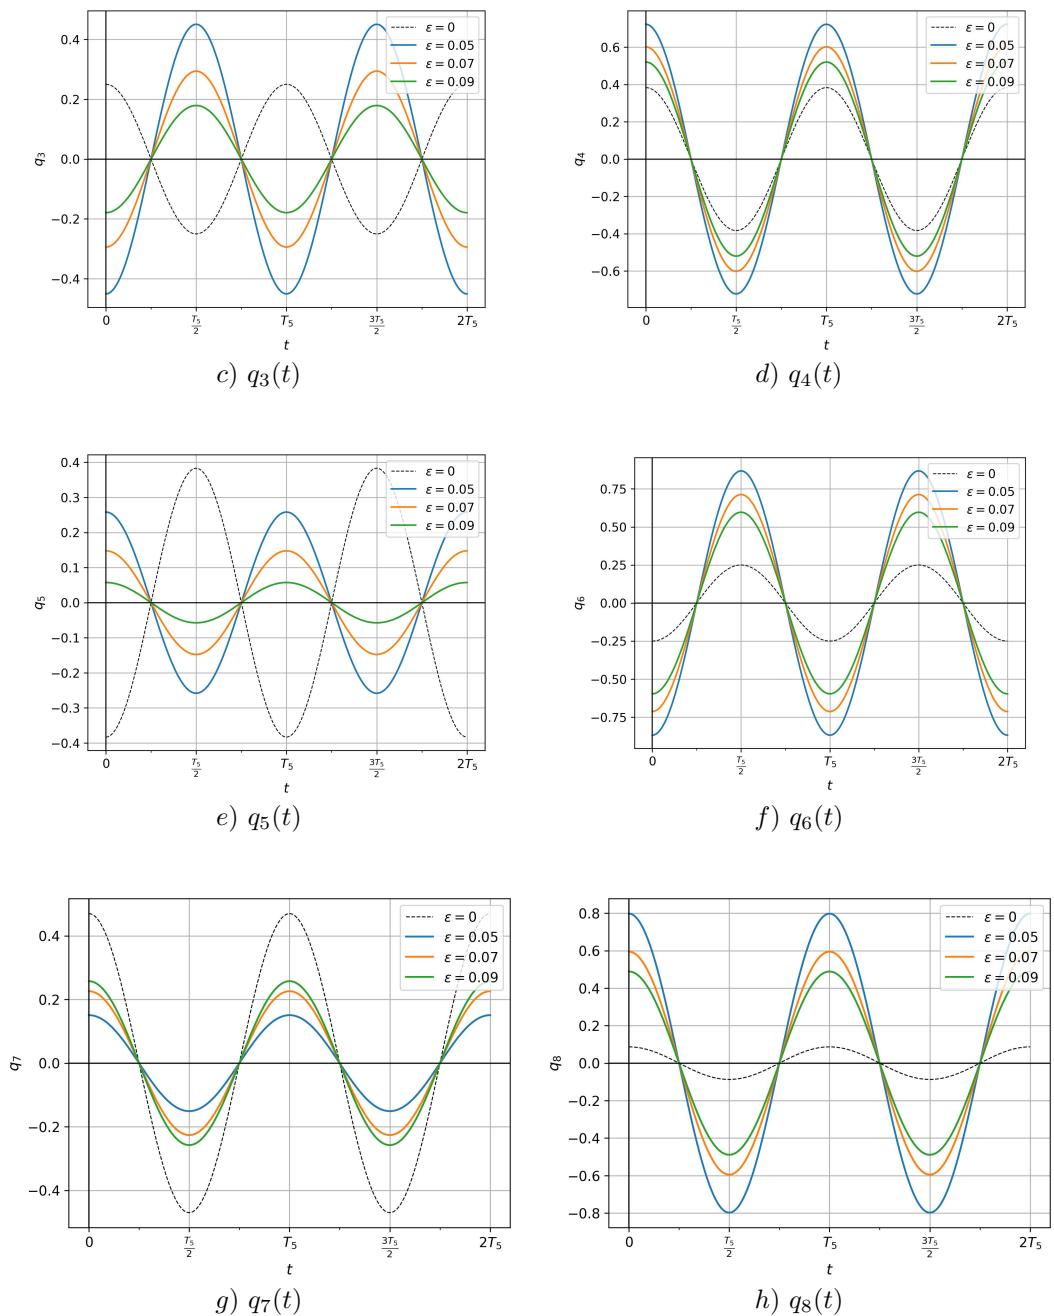 0.4
0.2
0.0
−0.2
−0.4
q₃
ε = 0
ε = 0.05
ε = 0.07
ε = 0.09
0 T₅/2 T₅ 3T₅/2 2T₅
t
c) q₃(t)
0.6
0.4
0.2
0.0
−0.2
−0.4
−0.6
q₄
ε = 0
ε = 0.05
ε = 0.07
ε = 0.09
0 T₅/2 T₅ 3T₅/2 2T₅
t
d) q₄(t)
0.4
0.3
0.2
0.1
0.0
−0.1
−0.2
−0.3
−0.4
q₅
ε = 0
ε = 0.05
ε = 0.07
ε = 0.09
0 T₅/2 T₅ 3T₅/2 2T₅
t
e) q₅(t)
0.75
0.50
0.25
0.00
−0.25
−0.50
−0.75
q₆
ε = 0
ε = 0.05
ε = 0.07
ε = 0.09
0 T₅/2 T₅ 3T₅/2 2T₅
t
f) q₆(t)
0.4
0.2
0.0
−0.2
−0.4
q₇
ε = 0
ε = 0.05
ε = 0.07
ε = 0.09
0 T₅/2 T₅ 3T₅/2 2T₅
t
g) q₇(t)
0.8
0.6
0.4
0.2
0.0
−0.2
−0.4
−0.6
−0.8
q₈
ε = 0
ε = 0.05
ε = 0.07
ε = 0.09
0 T₅/2 T₅ 3T₅/2 2T₅
t
h) q₈(t)